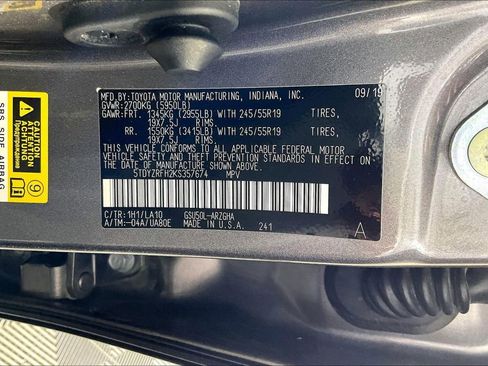 MFD.BY:TOYOTA MOTOR MANUFACTURING, INDIANA, INC. 09/19
GVWR:2700KG (5950LB)
GAWR:FRT. 1345KG (2955LB) WITH 245/55R19 TIRES,
19X7.5J RIMS,
RR. 1550KG (3415LB) WITH 245/55R19 TIRES,
19X7.5J RIMS.
THIS VEHICLE CONFORMS TO ALL APPLICABLE FEDERAL MOTOR
VEHICLE SAFETY AND THEFT PREVENTION STANDARDS IN EFFECT ON
THE DATE OF MANUFACTURE SHOWN ABOVE.
5TDYZRFH2KS357674 MPV
C/TR: 1H1/LA10 GSU50L-ARZGHA
A/TM:-04A/UA80E MADE IN U.S.A. 241 A
SRS SIDE AIRBAG
CAUTION
ACHTUNG
9